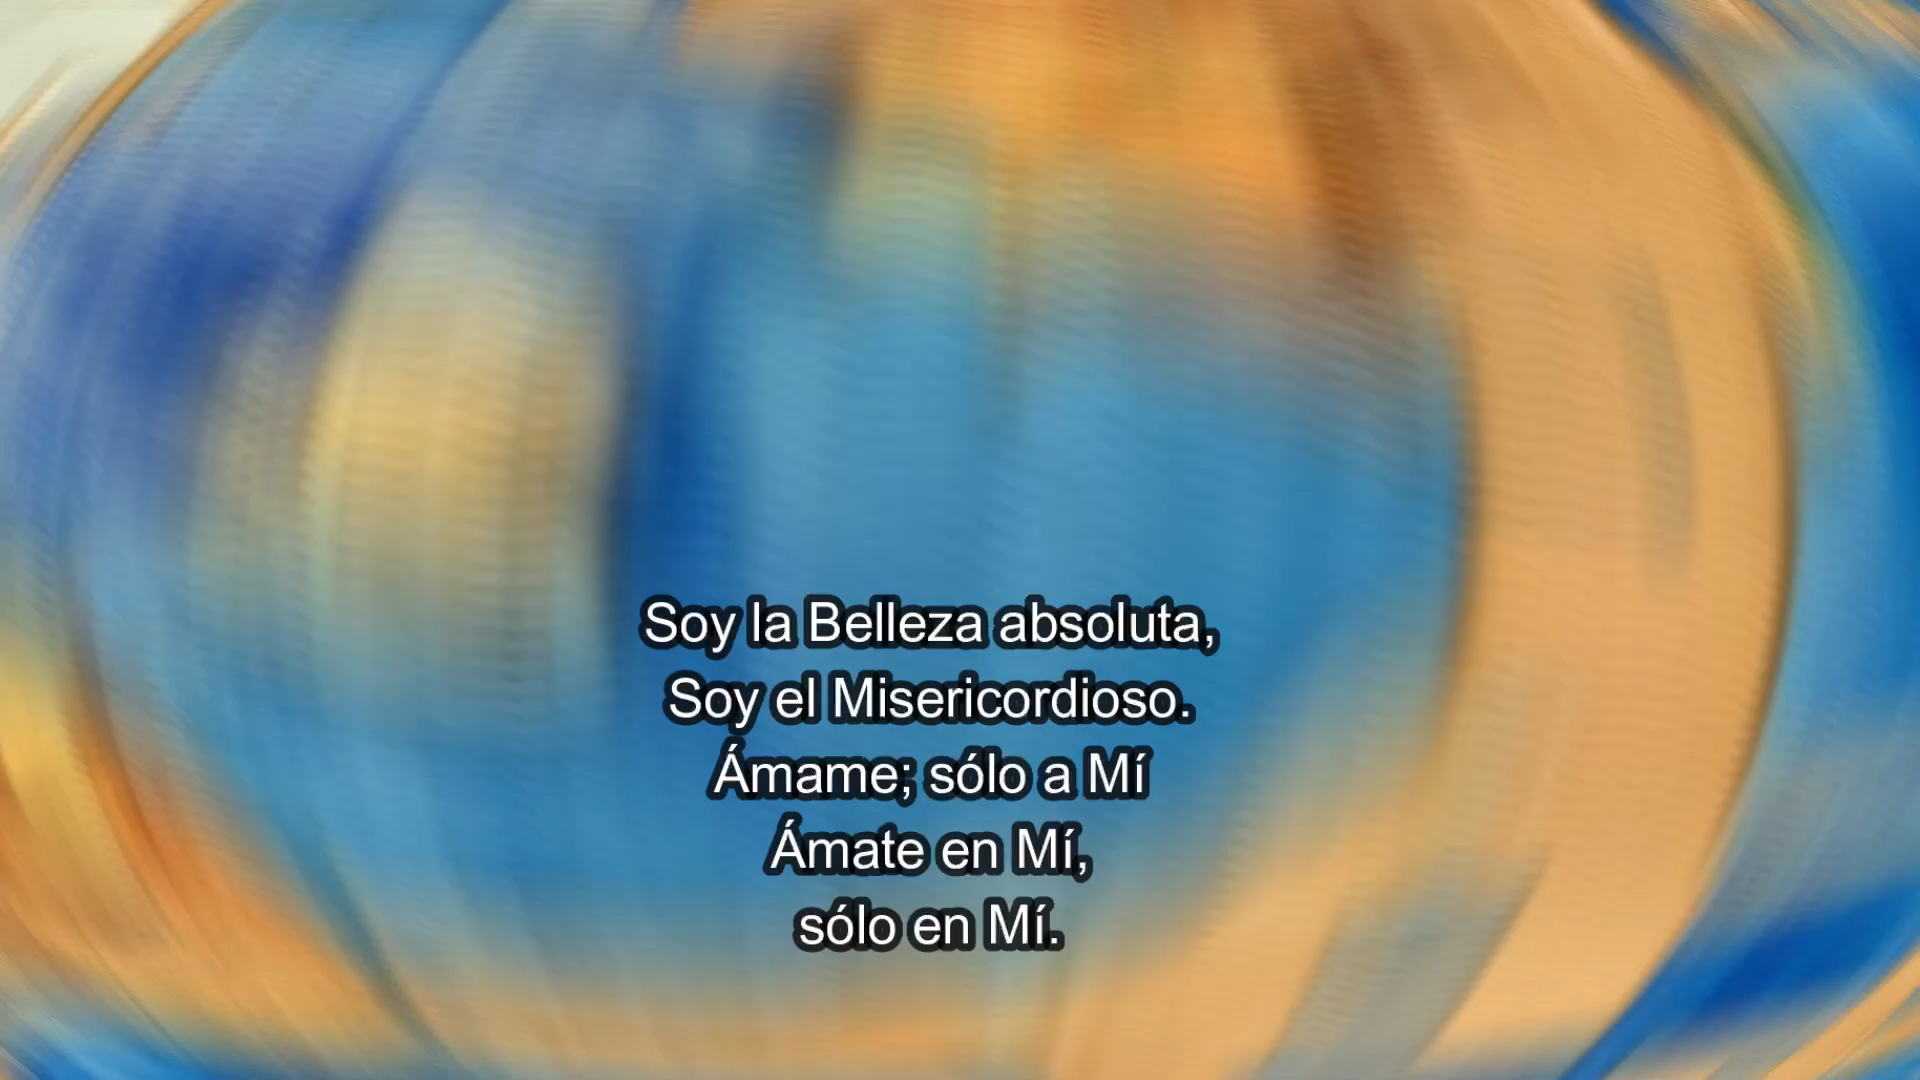 Soy la Belleza absoluta,
Soy el Misericordioso.
Ámame; sólo a Mí
Ámate en Mí,
sólo en Mí.